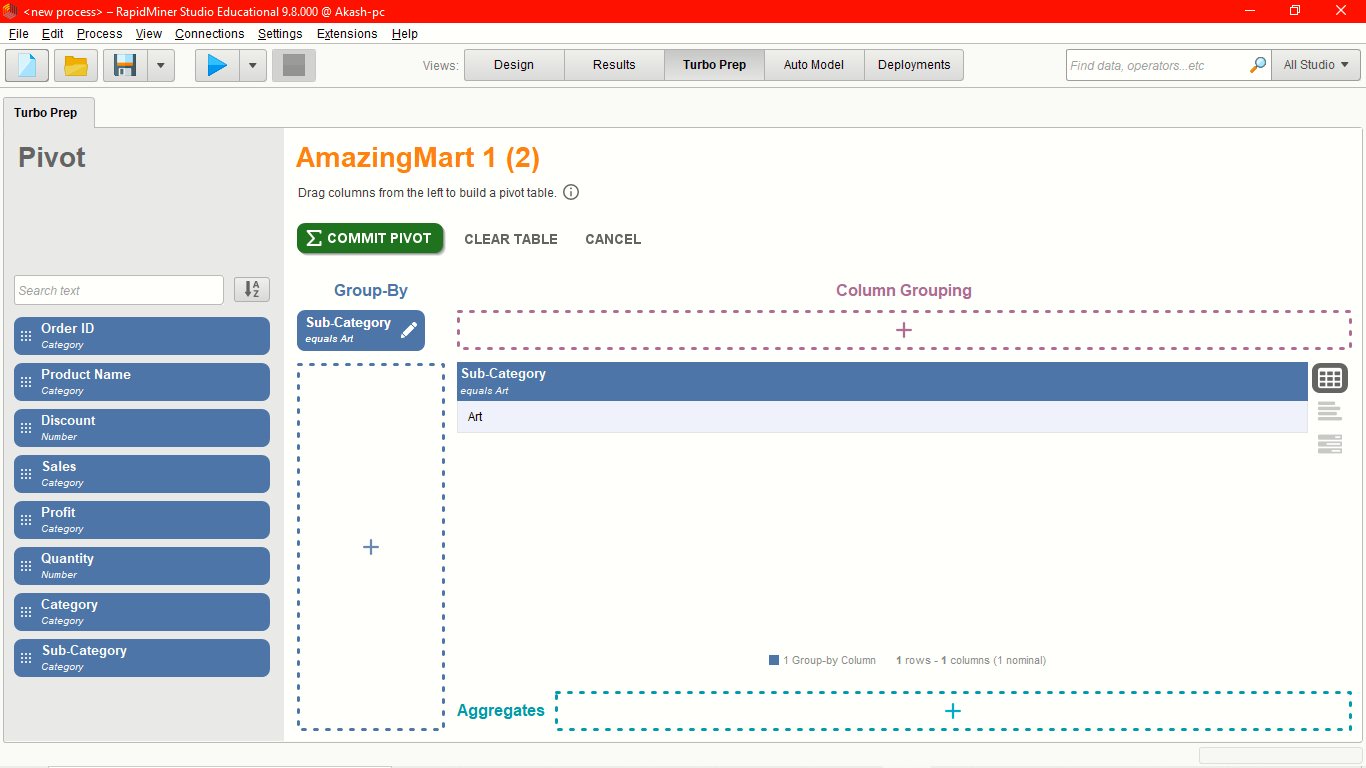 <new process> – RapidMiner Studio Educational 9.8.000 @ Akash-pc
File Edit Process View Connections Settings Extensions Help
Views: Design Results Turbo Prep Auto Model Deployments
Find data, operators...etc
All Studio
Turbo Prep
Pivot
AmazingMart 1 (2)
Drag columns from the left to build a pivot table.
COMMIT PIVOT CLEAR TABLE CANCEL
Search text
A
Z
Order ID
Category
Product Name
Category
Discount
Number
Sales
Category
Profit
Category
Quantity
Number
Category
Category
Sub-Category
Category
Group-By
Sub-Category
equals Art
Column Grouping
Sub-Category
equals Art
Art
1 Group-by Column 1 rows - 1 columns (1 nominal)
Aggregates